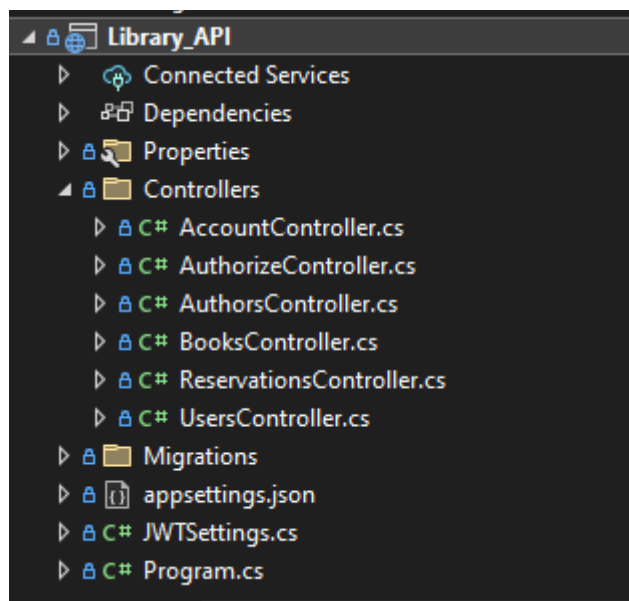 Library_API
Connected Services
Dependencies
Properties
Controllers
C# AccountController.cs
C# AuthorizeController.cs
C# AuthorsController.cs
C# BooksController.cs
C# ReservationsController.cs
C# UsersController.cs
Migrations
appsettings.json
C# JWTSettings.cs
C# Program.cs